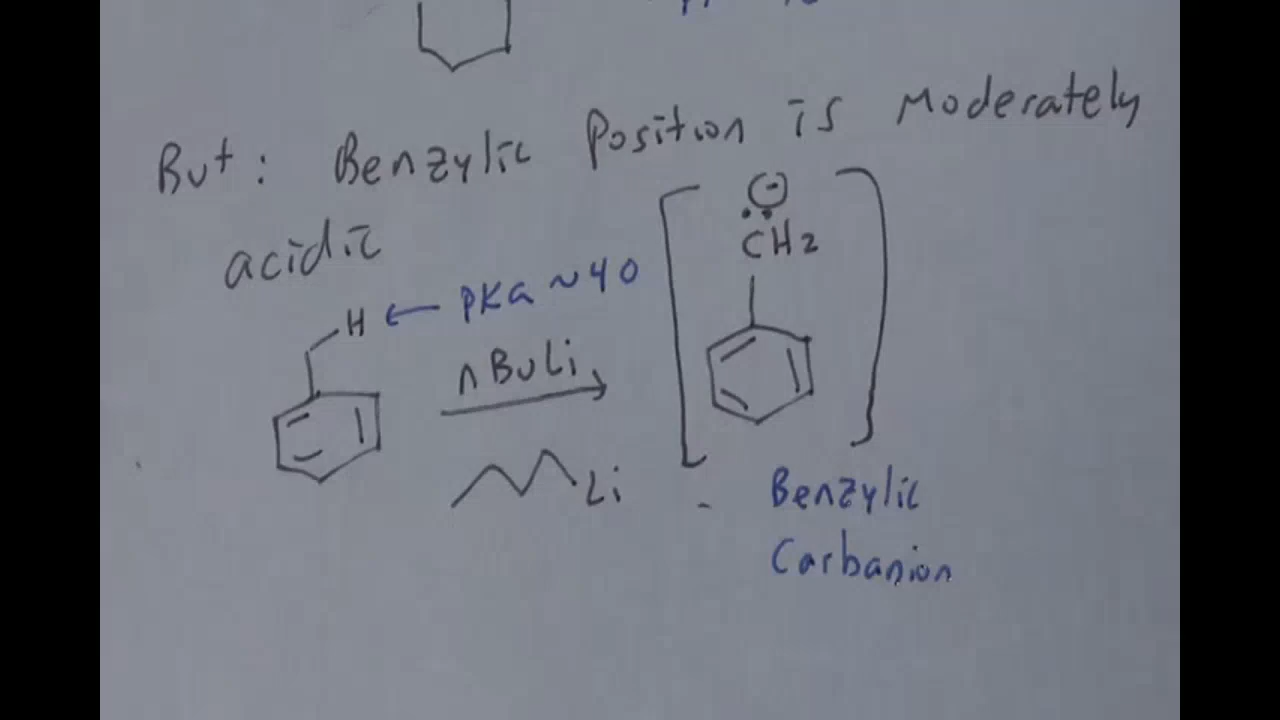 But: Benzylic Position is Moderately
acidic
H ← PKa ~40
nBuLi
Li
⊖
CH2
Benzylic
Carbanion